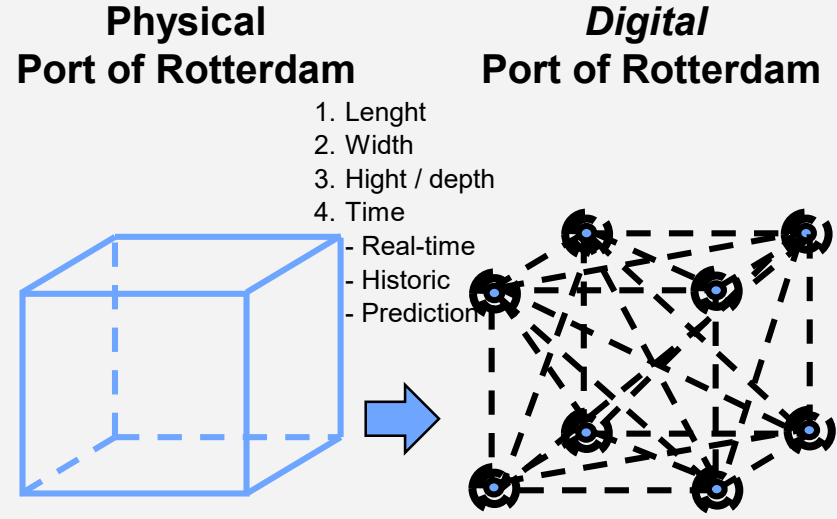 Physical
Port of Rotterdam
Digital
Port of Rotterdam
1. Lenght
2. Width
3. Hight / depth
4. Time
- Real-time
- Historic
- Prediction